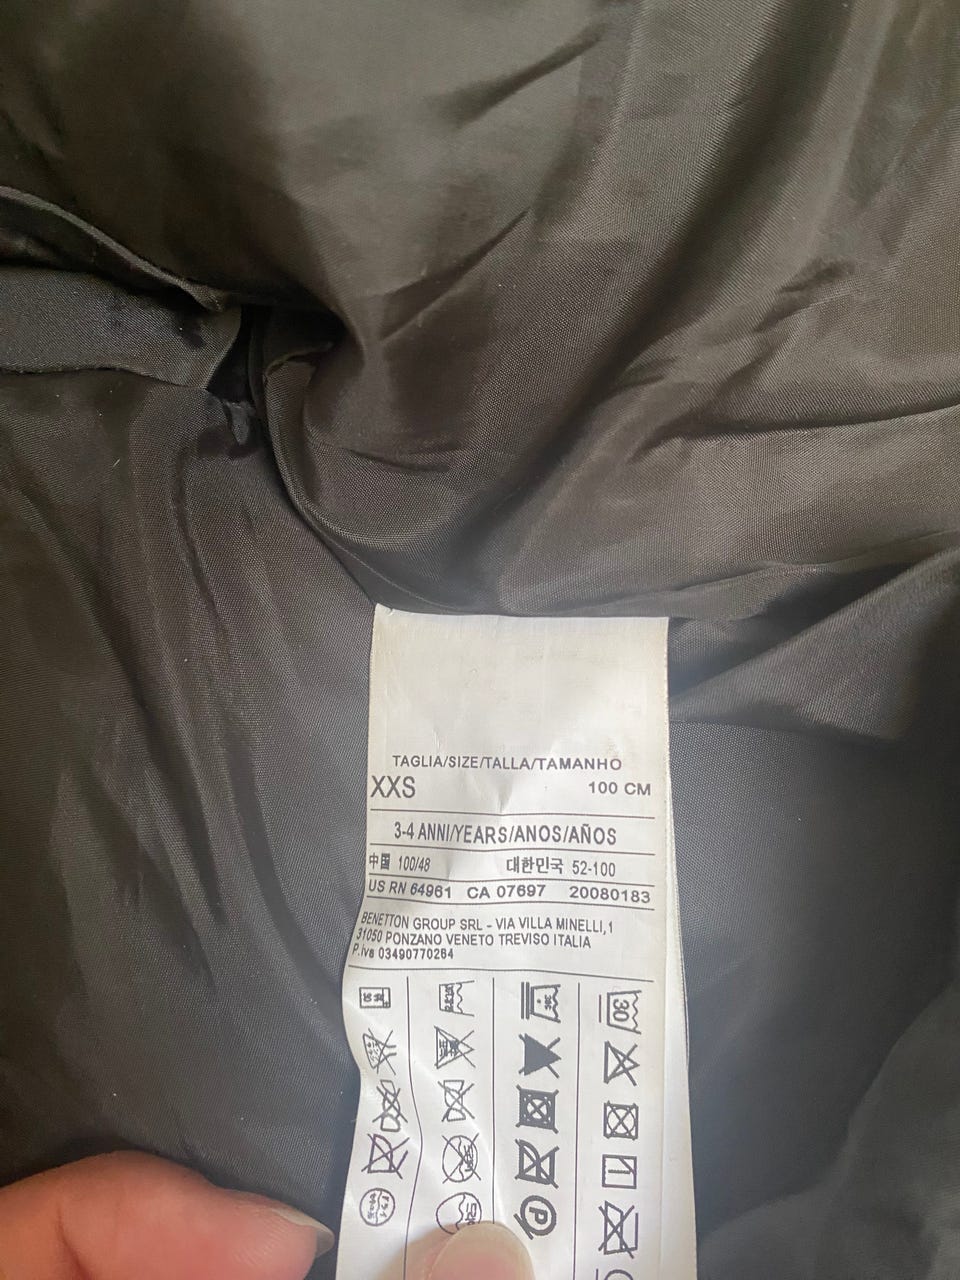 TAGLIA/SIZE/TALLA/TAMANHO
XXS 100 CM
3-4 ANNI/YEARS/ANOS/AÑOS
中国 100/48 대한민국 52-100
US RN 64961 CA 07697 20080183
BENETTON GROUP SRL - VIA VILLA MINELLI,1
31050 PONZANO VENETO TREVISO ITALIA
P.iva 03490770264
30
P